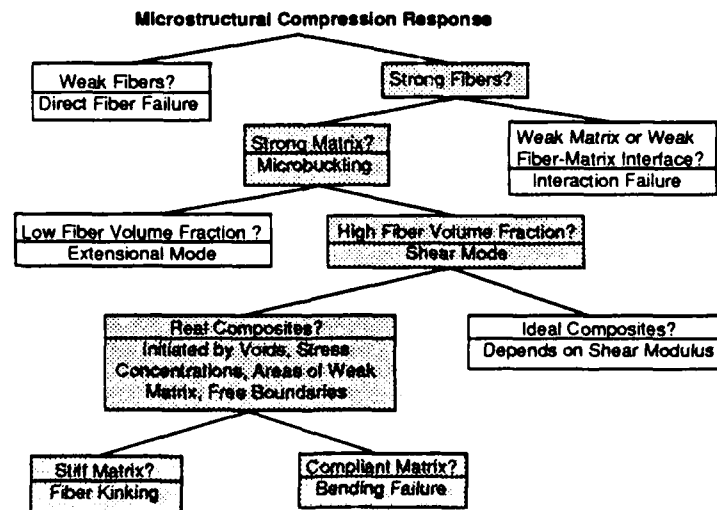 Microstructural Compression Response
Weak Fibers?
Direct Fiber Failure
Strong Fibers?
Strong Matrix?
Microbuckling
Weak Matrix or Weak
Fiber-Matrix Interface?
Interaction Failure
Low Fiber Volume Fraction ?
Extensional Mode
High Fiber Volume Fraction?
Shear Mode
Real Composites?
Initiated by Voids, Stress
Concentrations, Areas of Weak
Matrix, Free Boundaries
Ideal Composites?
Depends on Shear Modulus
Stiff Matrix?
Fiber Kinking
Compliant Matrix?
Bending Failure